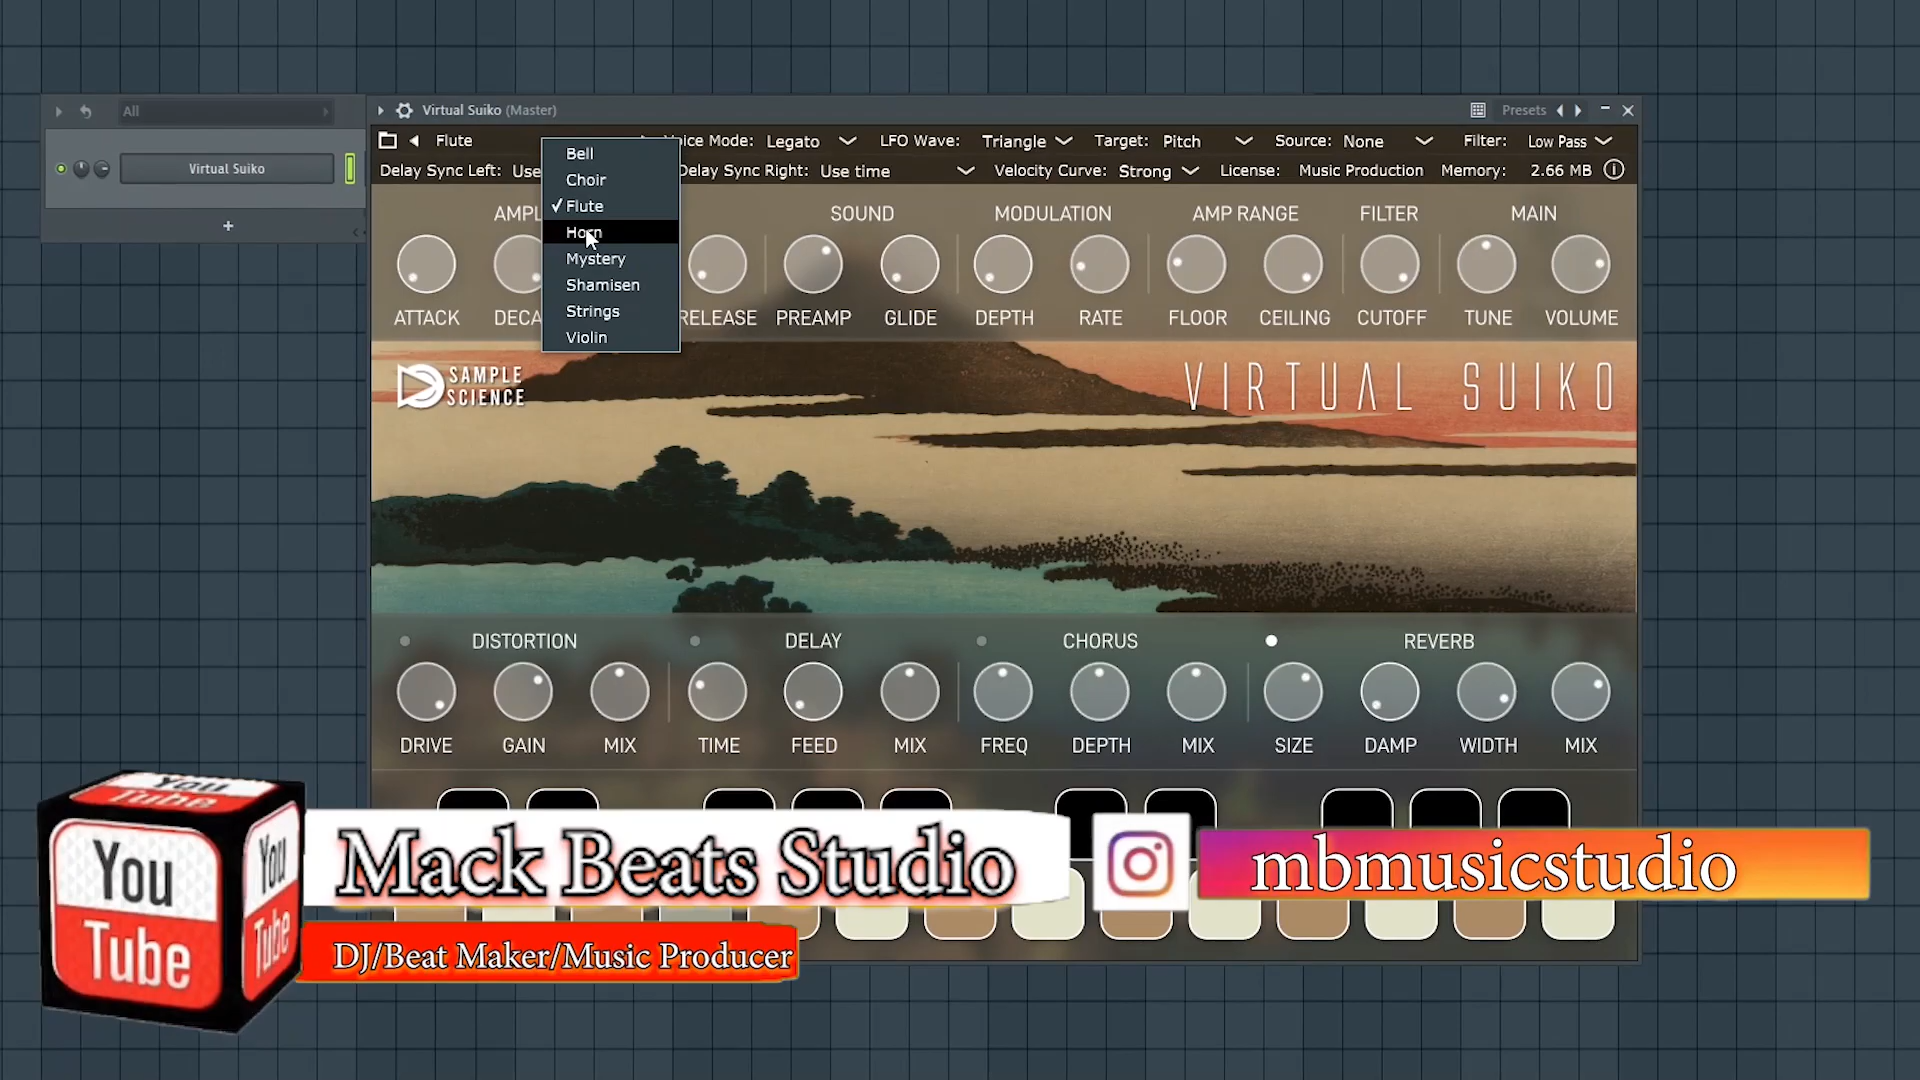 All
Virtual Suiko (Master)
Presets
Flute
Voice Mode: Legato
LFO Wave: Triangle
Target: Pitch
Source: None
Filter: Low Pass
Virtual Suiko
Delay Sync Left: Use
Delay Sync Right: Use time
Velocity Curve: Strong
License: Music Production
Memory: 2.66 MB
Bell
Choir
✓ Flute
Horn
Mystery
Shamisen
Strings
Violin
AMPL
SOUND
MODULATION
AMP RANGE
FILTER
MAIN
ATTACK
DECA
RELEASE
PREAMP
GLIDE
DEPTH
RATE
FLOOR
CEILING
CUTOFF
TUNE
VOLUME
SAMPLE
SCIENCE
VIRTUAL SUIKO
DISTORTION
DELAY
CHORUS
REVERB
DRIVE
GAIN
MIX
TIME
FEED
MIX
FREQ
DEPTH
MIX
SIZE
DAMP
WIDTH
MIX
You
Tube
You
Tube
You
Tube
Mack Beats Studio
mbmusicstudio
DJ/Beat Maker/Music Producer